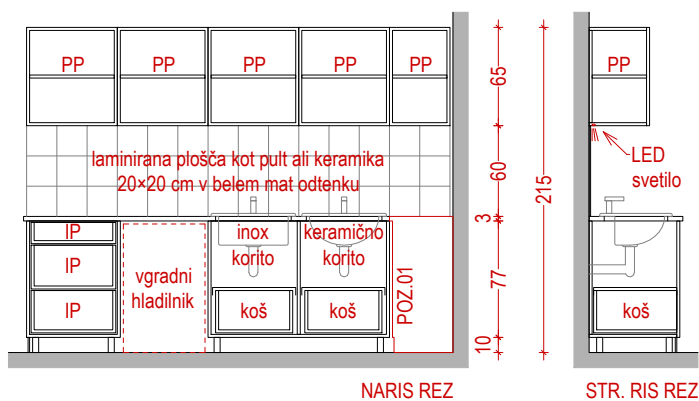 PP PP PP PP PP
laminirana plošča kot pult ali keramika
20×20 cm v belem mat odtenku
IP
IP
IP
vgradni
hladilnik
inox
korito
koš
keramično
korito
koš
POZ.01
65
60
3
77
10
215
PP
LED
svetilo
koš
NARIS REZ
STR. RIS REZ